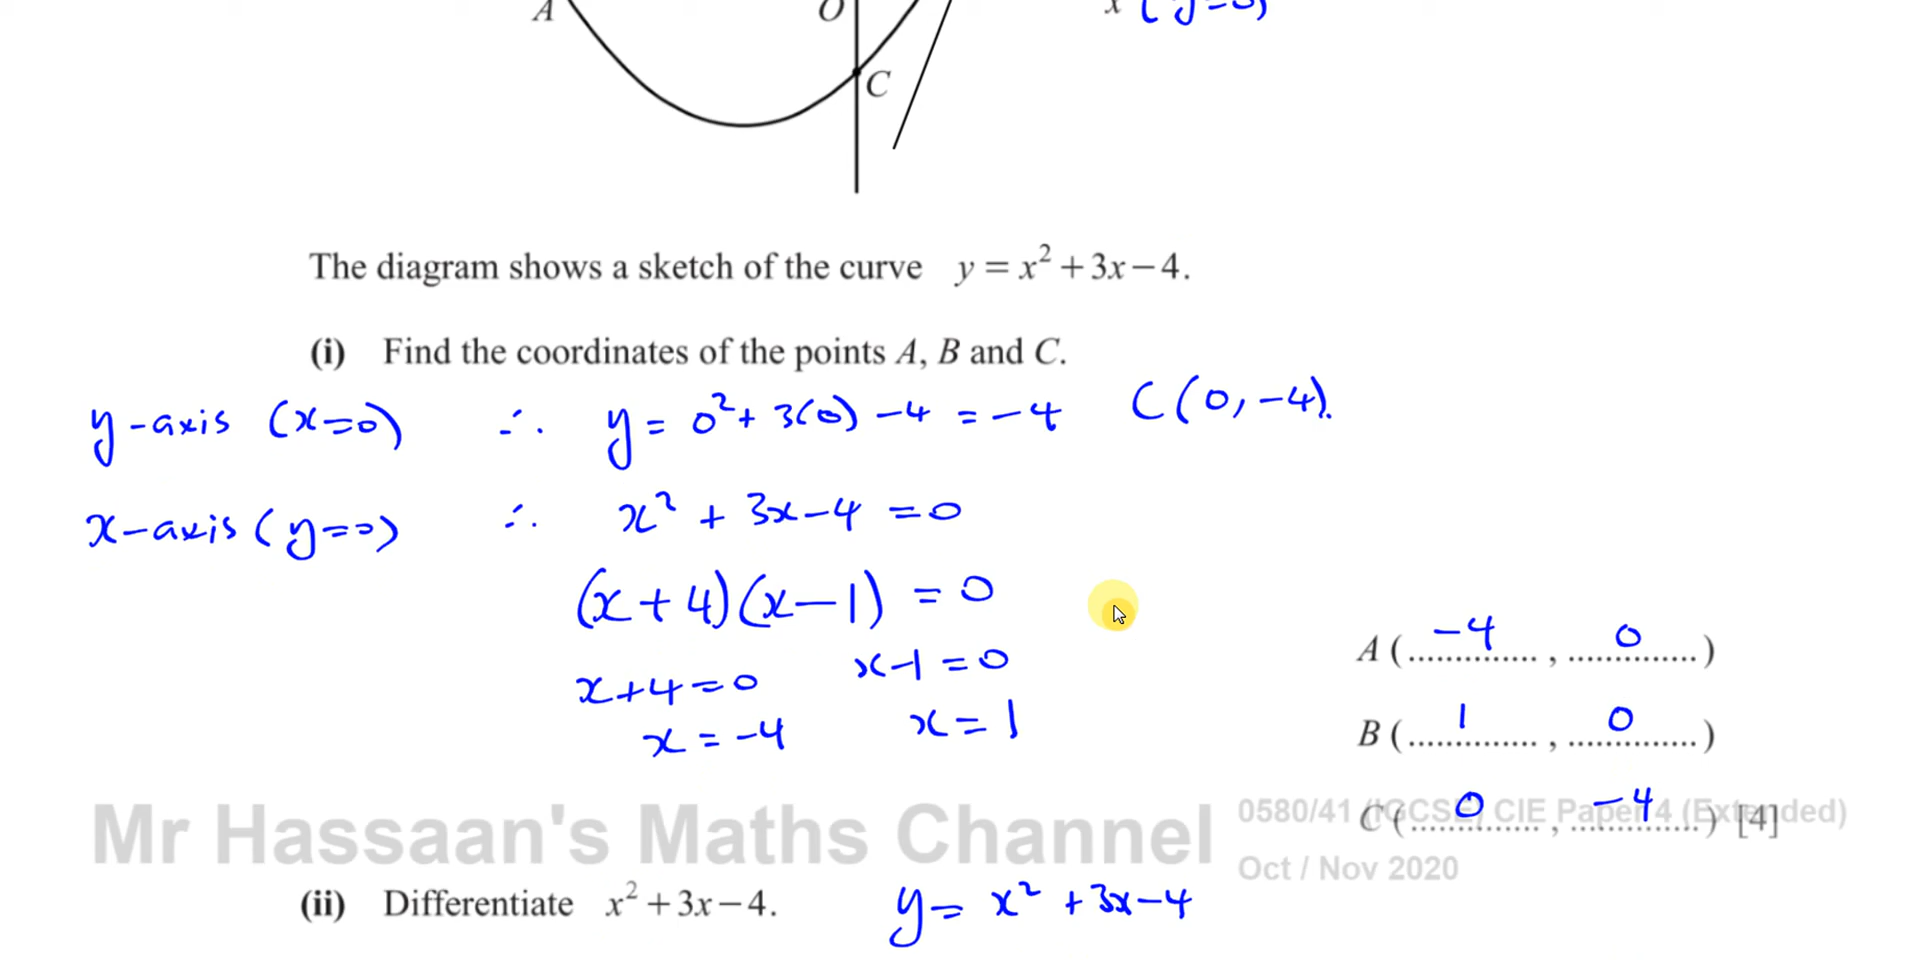 A
O
x (y=0)
C
The diagram shows a sketch of the curve y = x² + 3x − 4.
(i) Find the coordinates of the points A, B and C.
y-axis (x=0) ∴ y = 0² + 3(0) − 4 = −4 C(0, −4).
x-axis (y=0) ∴ x² + 3x − 4 = 0
(x + 4)(x − 1) = 0
x+4=0 x−1=0
x = −4 x = 1
A ( −4 , 0 )
B ( 1 , 0 )
C ( 0 , −4 ) [4]
Mr Hassaan's Maths Channel
0580/41 (IGCSE) CIE Paper 4 (Extended)
Oct / Nov 2020
(ii) Differentiate x² + 3x − 4. y = x² + 3x − 4